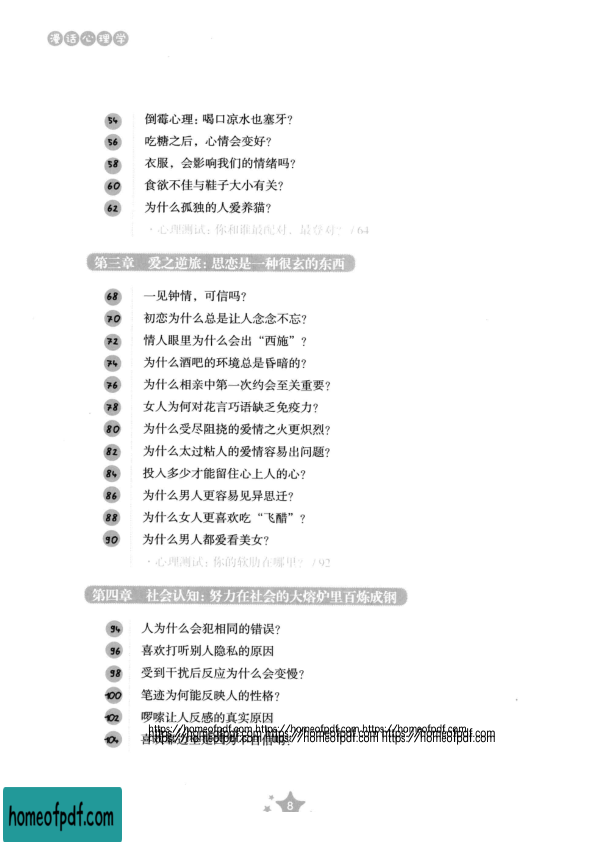 漫话心理学
54 倒霉心理：喝口凉水也塞牙？
56 吃糖之后，心情会变好？
58 衣服，会影响我们的情绪吗？
60 食欲不佳与鞋子大小有关？
62 为什么孤独的人爱养猫？
·心理测试：你和谁最配对，最登对？ / 64
第三章 爱之逆旅：思恋是一种很玄的东西
68 一见钟情，可信吗？
70 初恋为什么总是让人念念不忘？
72 情人眼里为什么会出“西施”？
74 为什么酒吧的环境总是昏暗的？
76 为什么相亲中第一次约会至关重要？
78 女人为何对花言巧语缺乏免疫力？
80 为什么受尽阻挠的爱情之火更炽烈？
82 为什么太过粘人的爱情容易出问题？
84 投入多少才能留住心上人的心？
86 为什么男人更容易见异思迁？
88 为什么女人更喜欢吃“飞醋”？
90 为什么男人都爱看美女？
·心理测试：你的软肋在哪里？ / 92
第四章 社会认知：努力在社会的大熔炉里百炼成钢
94 人为什么会犯相同的错误？
96 喜欢打听别人隐私的原因
98 受到干扰后反应为什么会变慢？
100 笔迹为何能反映人的性格？
102 啰嗦让人反感的真实原因
https://homeofpdf.com https://homeofpdf.com https://homeofpdf.com
104
https://homeofpdf.com https://homeofpdf.com https://homeofpdf.com
8
homeofpdf.com